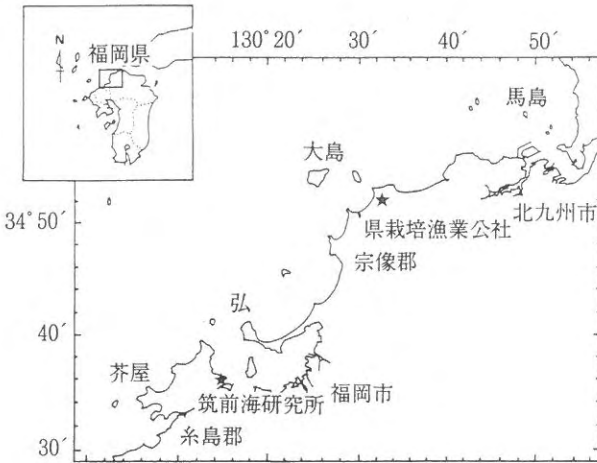 N
福岡県
130°20′
30′
40′
50′
馬島
大島
34°50′
北九州市
県栽培漁業公社
宗像郡
弘
40′
芥屋
福岡市
筑前海研究所
糸島郡
30′